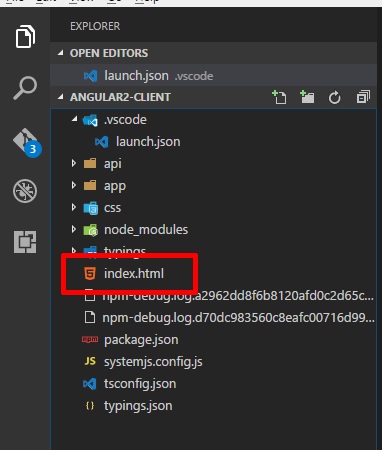 EXPLORER
OPEN EDITORS
launch.json .vscode
ANGULAR2-CLIENT
.vscode
launch.json
api
app
css
node_modules
3
typings
index.html
npm-debug.log.a2962dd8f6b8120afd0c2d65c...
npm-debug.log.d70dc983560c8eafc00716d99...
package.json
systemjs.config.js
tsconfig.json
typings.json